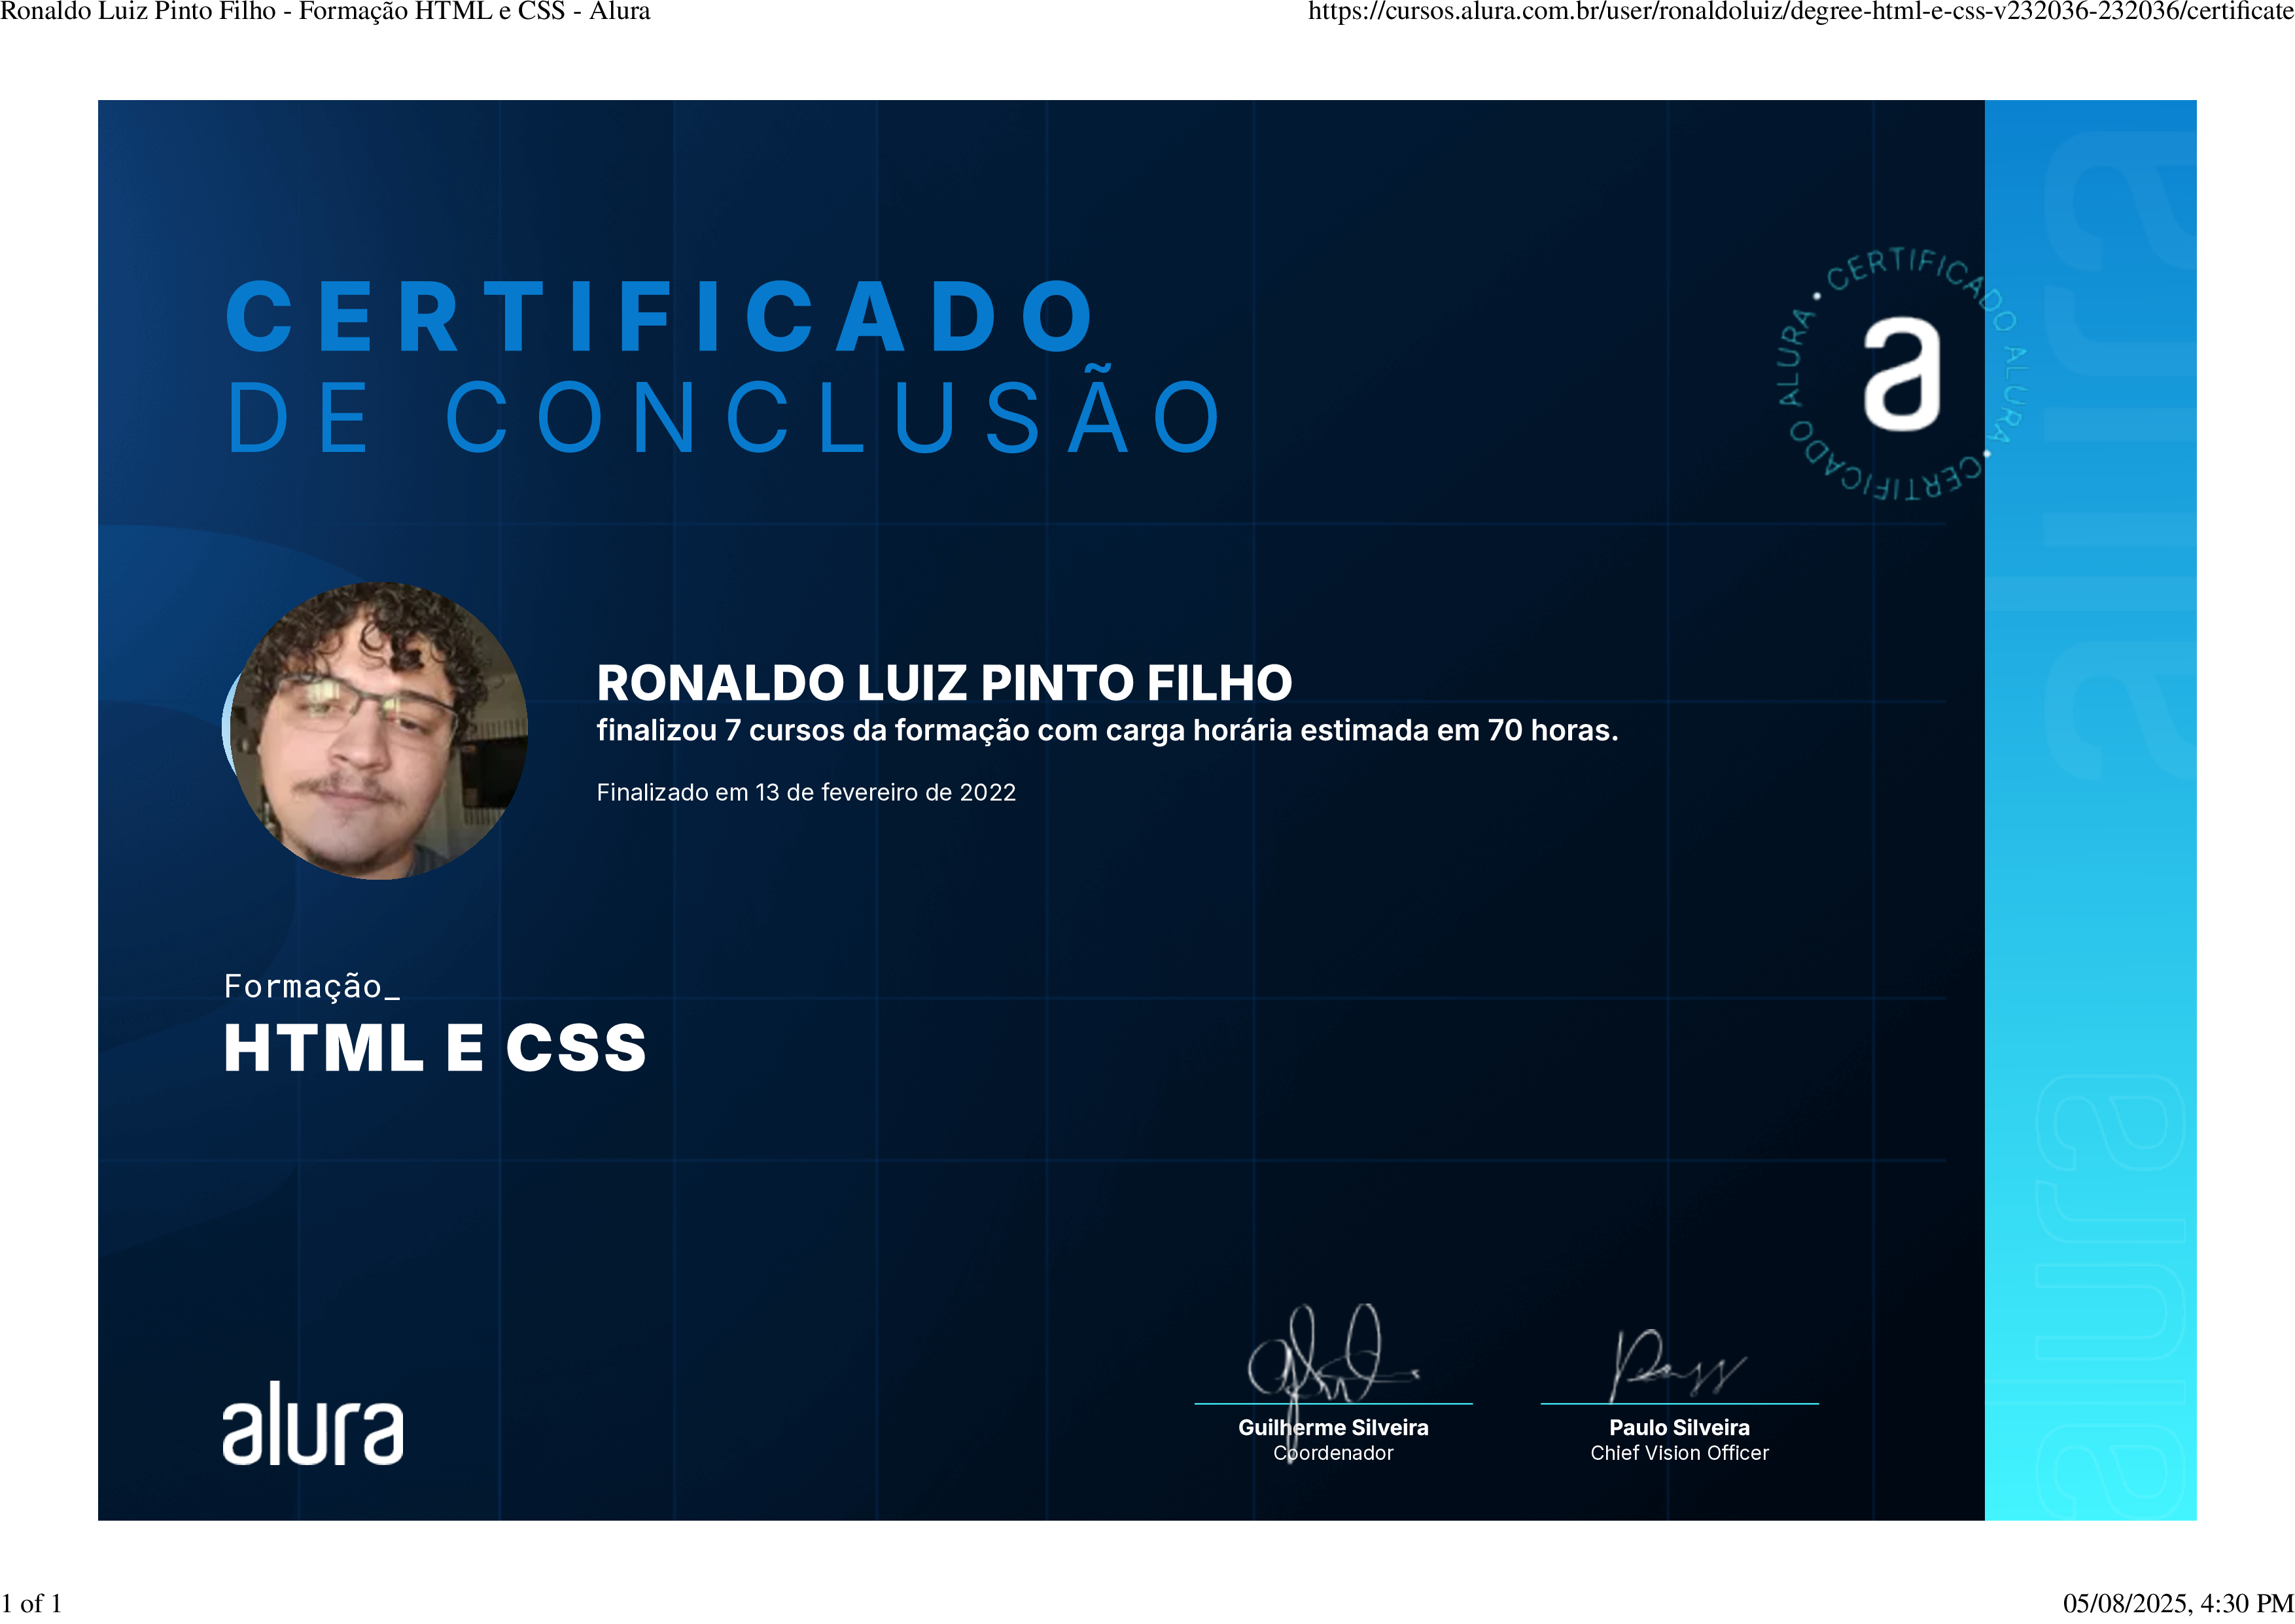 Ronaldo Luiz Pinto Filho - Formação HTML e CSS - Alura
https://cursos.alura.com.br/user/ronaldoluiz/degree-html-e-css-v232036-232036/certificate
CERTIFICADO
DE CONCLUSÃO
CERTIFICADO ALURA • CERTIFICADO ALURA •
a
alura
RONALDO LUIZ PINTO FILHO
finalizou 7 cursos da formação com carga horária estimada em 70 horas.
Finalizado em 13 de fevereiro de 2022
Formação_
HTML E CSS
alura
alura
Guilherme Silveira
Coordenador
Paulo Silveira
Chief Vision Officer
1 of 1
05/08/2025, 4:30 PM